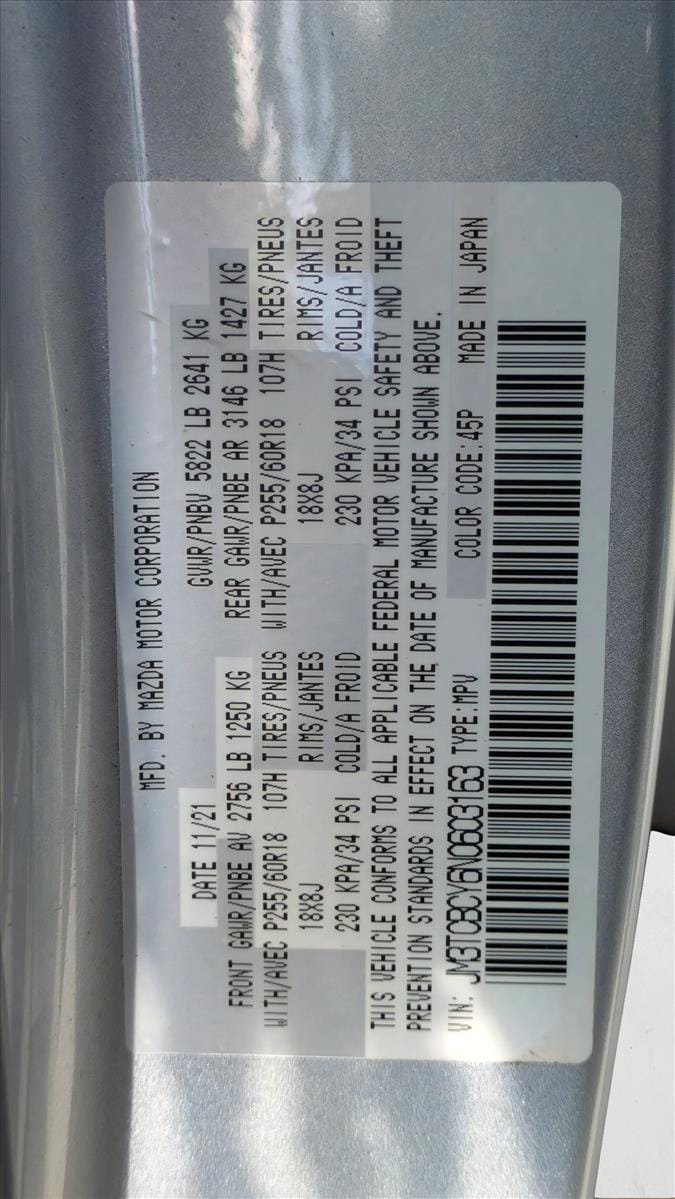 MFD. BY MAZDA MOTOR CORPORATION
DATE 11/21 GVWR/PNBV 5822 LB 2641 KG
FRONT GAWR/PNBE AV 2756 LB 1250 KG REAR GAWR/PNBE AR 3146 LB 1427 KG
WITH/AVEC P255/60R18 107H TIRES/PNEUS WITH/AVEC P255/60R18 107H TIRES/PNEUS
18X8J RIMS/JANTES 18X8J RIMS/JANTES
230 KPA/34 PSI COLD/A FROID 230 KPA/34 PSI COLD/A FROID
THIS VEHICLE CONFORMS TO ALL APPLICABLE FEDERAL MOTOR VEHICLE SAFETY AND THEFT
PREVENTION STANDARDS IN EFFECT ON THE DATE OF MANUFACTURE SHOWN ABOVE.
VIN: JM3TCBCY6N0603163 TYPE:MPV COLOR CODE:45P MADE IN JAPAN